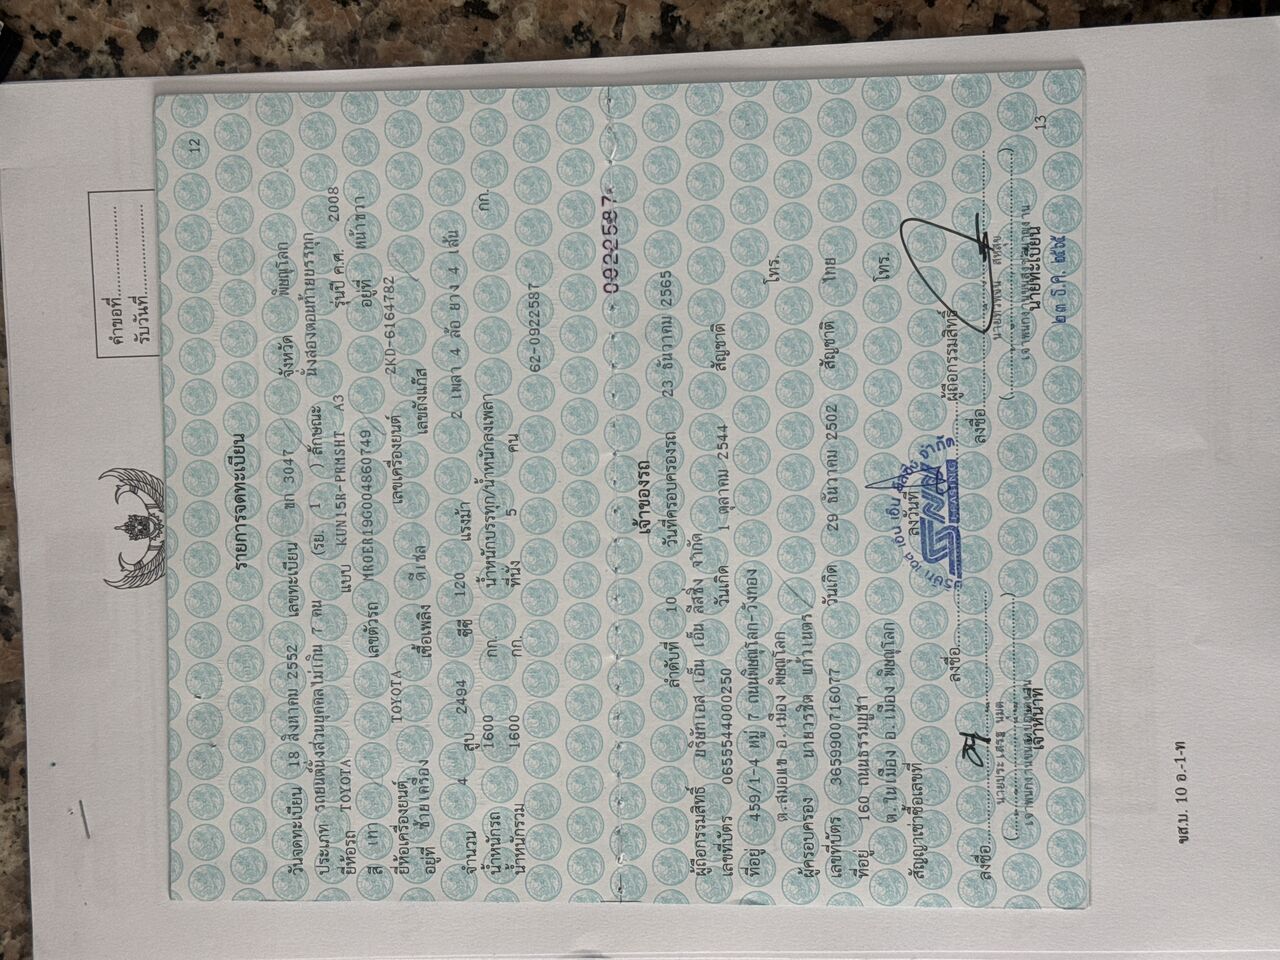 คำขอที่..............
รับวันที่..............
12
รายการจดทะเบียน
วันจดทะเบียน 18 สิงหาคม 2552 เลขทะเบียน ขก 3047 จังหวัด พิษณุโลก
ประเภท รถยนต์นั่งส่วนบุคคลไม่เกิน 7 คน (รย. 1 ) ลักษณะ นั่งสองตอนท้ายบรรทุก
ยี่ห้อรถ TOYOTA แบบ KUN15R-PRMSHT A3 รุ่นปี ค.ศ. 2008
สี เทา เลขตัวรถ MR0ER19G004860749 อยู่ที่ หน้าขวา
ยี่ห้อเครื่องยนต์ TOYOTA เลขเครื่องยนต์ 2KD-6164782
อยู่ที่ ซ้ายเครื่อง เชื้อเพลิง ดีเซล เลขถังแก๊ส
จำนวน 4 สูบ 2494 ซีซี 120 แรงม้า 2 เพลา 4 ล้อ ยาง 4 เส้น
น้ำหนักรถ 1600 กก. น้ำหนักบรรทุก/น้ำหนักลงเพลา กก.
น้ำหนักรวม 1600 กก. ที่นั่ง 5 คน
62-0922587
0922587
เจ้าของรถ
ลำดับที่ 10 วันที่ครอบครองรถ 23 ธันวาคม 2565
ผู้ถือกรรมสิทธิ์ บริษัทเอส เอ็น เอ็น ลิสซิ่ง จำกัด
เลขที่บัตร 0655544000250 วันเกิด 1 ตุลาคม 2544 สัญชาติ
ที่อยู่ 459/1-4 หมู่ 7 ถนนพิษณุโลก-วังทอง
ต.สมอแข อ.เมือง พิษณุโลก โทร.
ผู้ครอบครอง นายวรชิต แก้วเนตร
เลขที่บัตร 3659900716077 วันเกิด 29 ธันวาคม 2502 สัญชาติ ไทย
ที่อยู่ 160 ถนนธรรมบูชา
ต.ในเมือง อ.เมือง พิษณุโลก โทร.
สัญญาเช่าซื้อเลขที่ ลงวันที่
ลงชื่อ..............ผู้ถือกรรมสิทธิ์
ลงชื่อ..............
ลงชื่อ..............
(..............)
(..............)
เจ้าหน้าที่
นายทะเบียน
๒๓ ธ.ค. ๒๕๖๕
13
ขส.บ. 10 อ.-1-ท